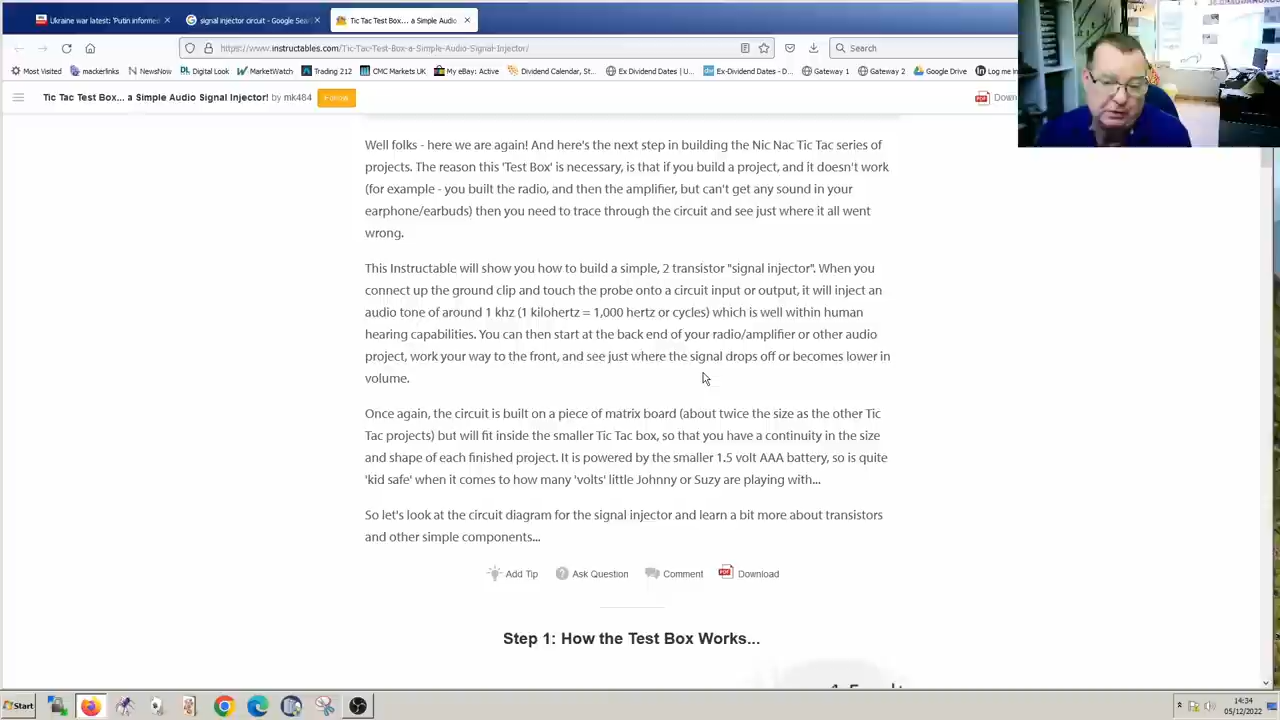 Ukraine war latest: 'Putin informe
signal injector circuit - Google Sear
Tic Tac Test Box... a Simple Audio
https://www.instructables.com/Tic-Tac-Test-Box-a-Simple-Audio-Signal-Injector/
Search
Most Visited
mackerlinks
NewsNow
Digital Look
MarketWatch
Trading 212
CMC Markets UK
My eBay: Active
Dividend Calendar, St...
Ex Dividend Dates - U...
Ex-Dividend Dates - D...
Gateway 1
Gateway 2
Google Drive
Log me in
Tic Tac Test Box... a Simple Audio Signal Injector! by mk484
Follow
Down
Well folks - here we are again! And here's the next step in building the Nic Nac Tic Tac series of
projects. The reason this 'Test Box' is necessary, is that if you build a project, and it doesn't work
(for example - you built the radio, and then the amplifier, but can't get any sound in your
earphone/earbuds) then you need to trace through the circuit and see just where it all went
wrong.
This Instructable will show you how to build a simple, 2 transistor "signal injector". When you
connect up the ground clip and touch the probe onto a circuit input or output, it will inject an
audio tone of around 1 khz (1 kilohertz = 1,000 hertz or cycles) which is well within human
hearing capabilities. You can then start at the back end of your radio/amplifier or other audio
project, work your way to the front, and see just where the signal drops off or becomes lower in
volume.
Once again, the circuit is built on a piece of matrix board (about twice the size as the other Tic
Tac projects) but will fit inside the smaller Tic Tac box, so that you have a continuity in the size
and shape of each finished project. It is powered by the smaller 1.5 volt AAA battery, so is quite
'kid safe' when it comes to how many 'volts' little Johnny or Suzy are playing with...
So let's look at the circuit diagram for the signal injector and learn a bit more about transistors
and other simple components...
Add Tip
Ask Question
Comment
Download
Step 1: How the Test Box Works...
Start
14:34
05/12/2022